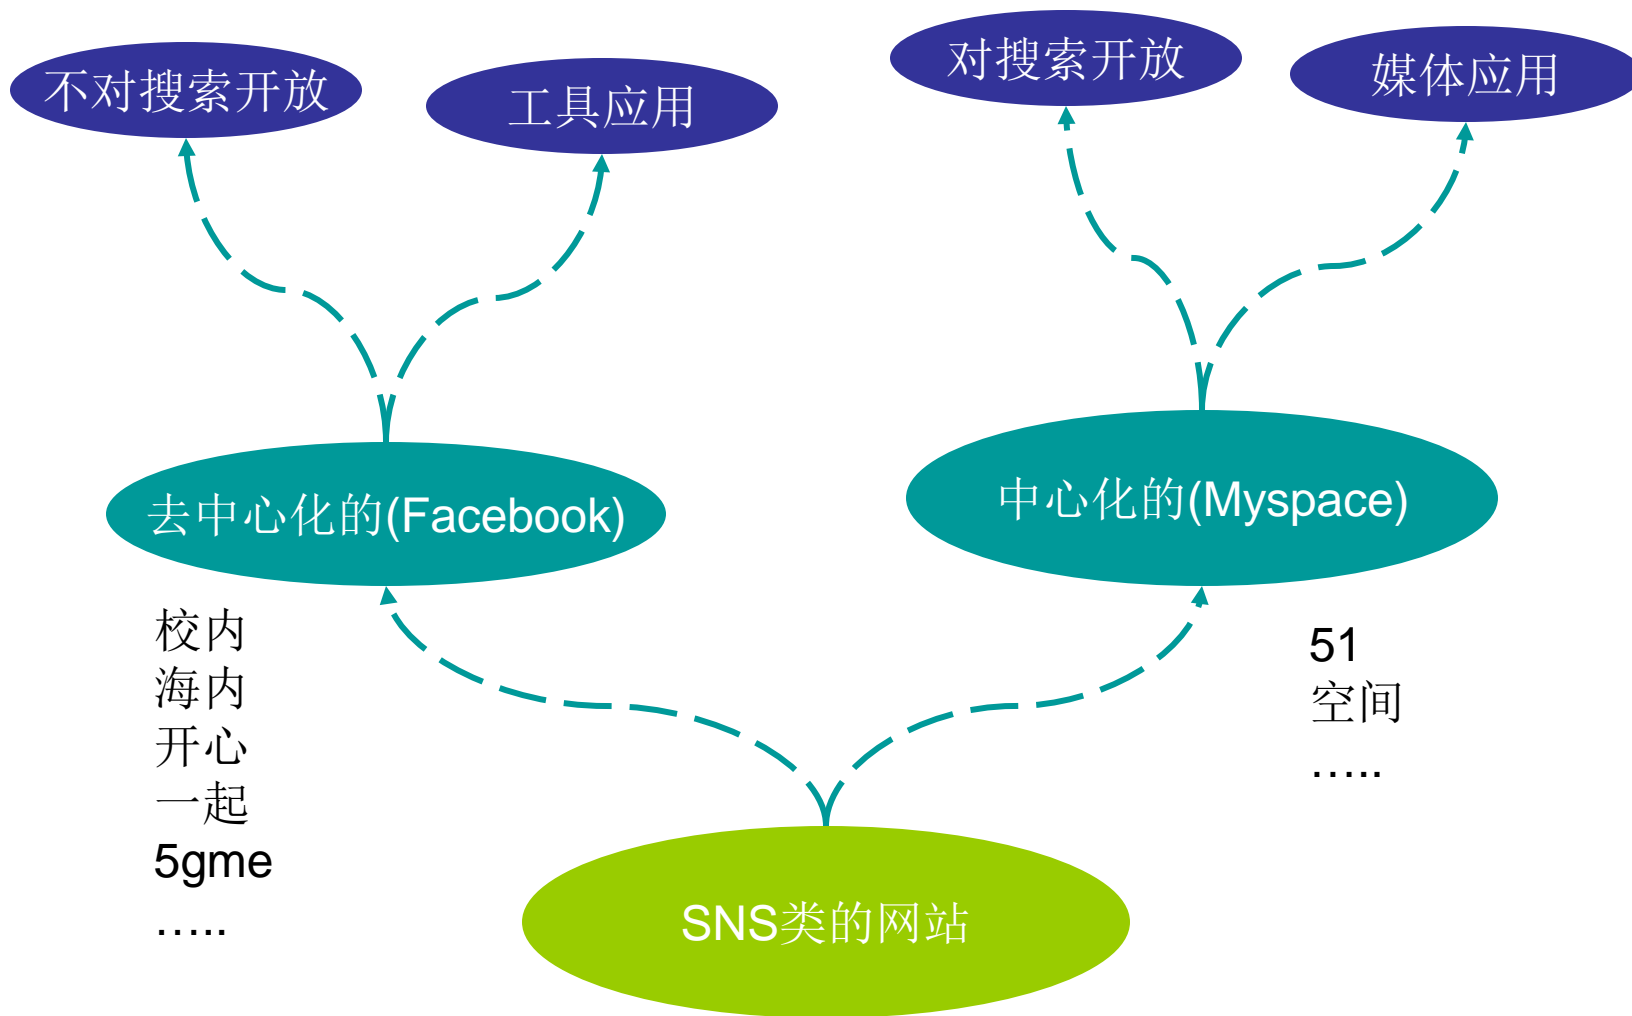 不对搜索开放
工具应用
对搜索开放
媒体应用
去中心化的(Facebook)
中心化的(Myspace)
校内
海内
开心
一起
5gme
…..
51
空间
…..
SNS类的网站